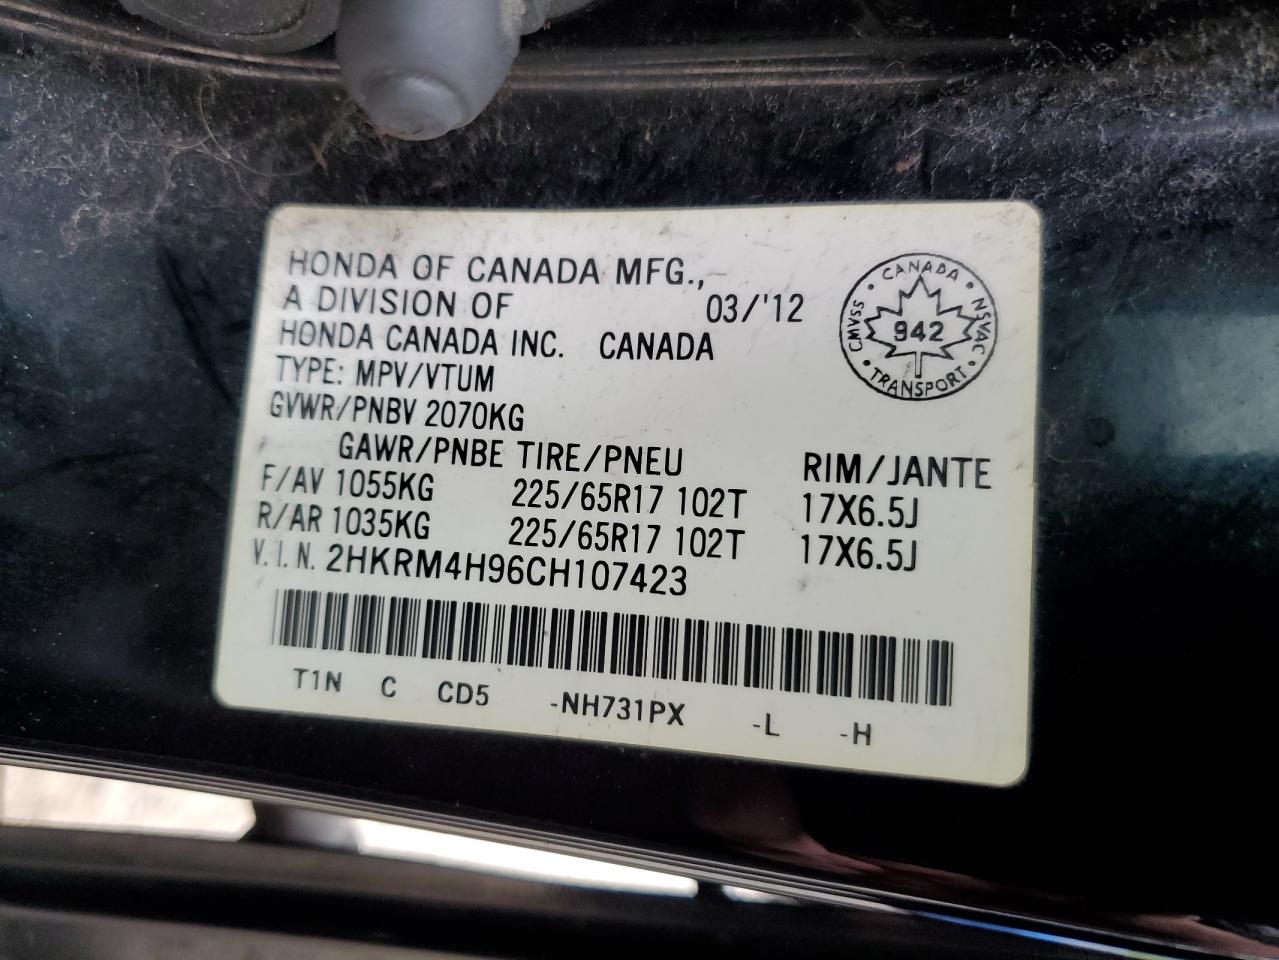 HONDA OF CANADA MFG.,
A DIVISION OF 03/'12
HONDA CANADA INC. CANADA
TYPE: MPV/VTUM
GVWR/PNBV 2070KG
GAWR/PNBE TIRE/PNEU RIM/JANTE
F/AV 1055KG 225/65R17 102T 17X6.5J
R/AR 1035KG 225/65R17 102T 17X6.5J
V.I.N. 2HKRM4H96CH107423
T1N C CD5 -NH731PX -L -H
CANADA • NSVAC • TRANSPORT • CMVSS •
942